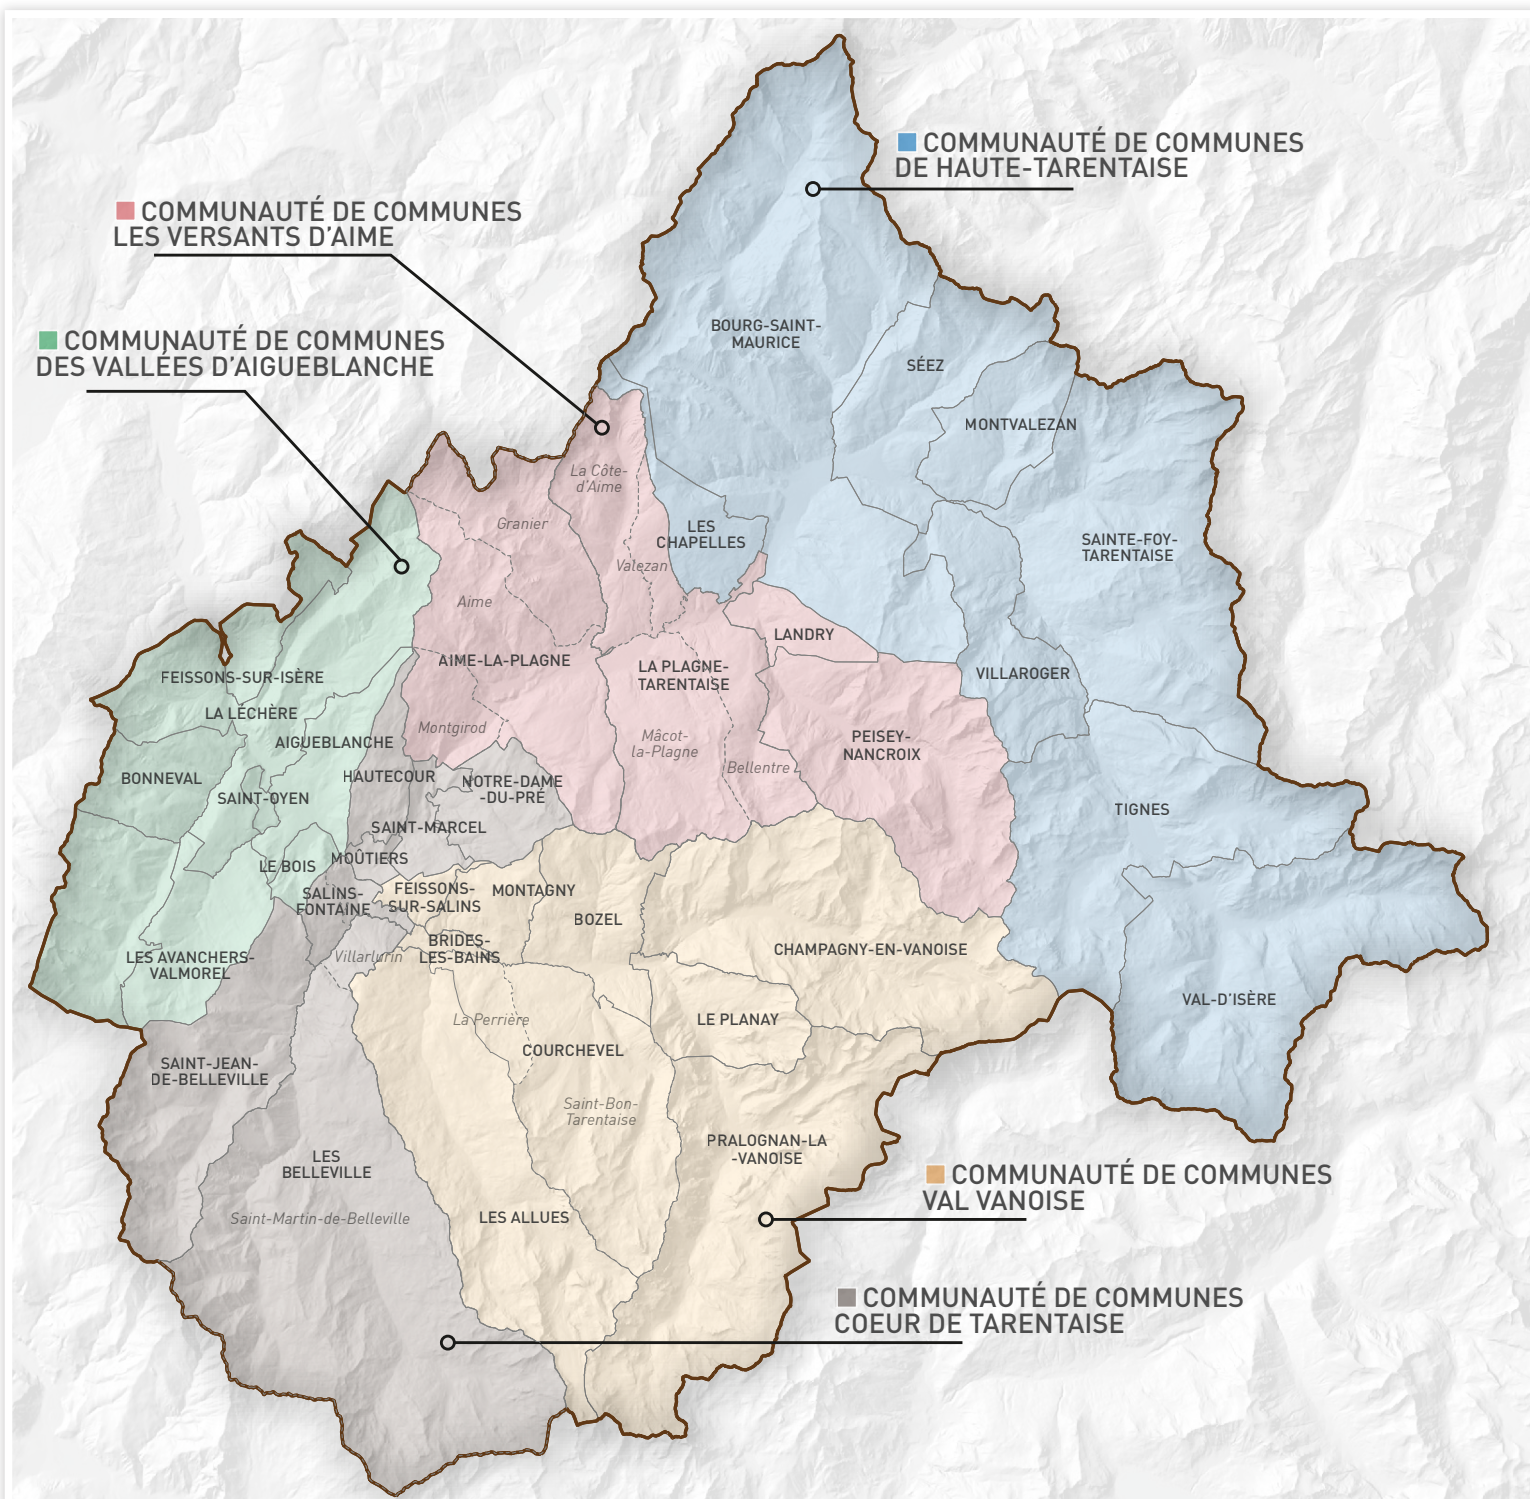 COMMUNAUTÉ DE COMMUNES
DE HAUTE-TARENTAISE
COMMUNAUTÉ DE COMMUNES
LES VERSANTS D'AIME
COMMUNAUTÉ DE COMMUNES
DES VALLÉES D'AIGUEBLANCHE
BOURG-SAINT-
MAURICE
SÉEZ
MONTVALEZAN
La Côte-
d'Aime
Granier
LES
CHAPELLES
SAINTE-FOY-
TARENTAISE
Valezan
Aime
LANDRY
AIME-LA-PLAGNE
LA PLAGNE-
TARENTAISE
VILLAROGER
FEISSONS-SUR-ISÈRE
LA LÉCHÈRE
Montgirod
Mâcot-
la-Plagne
AIGUEBLANCHE
PEISEY-
NANCROIX
Bellentre
BONNEVAL
HAUTECOUR
NOTRE-DAME
-DU-PRÉ
SAINT-OYEN
TIGNES
SAINT-MARCEL
LE BOIS
MOÛTIERS
SALINS-
FONTAINE
FEISSONS-
SUR-SALINS
MONTAGNY
BOZEL
BRIDES-
LES-BAINS
CHAMPAGNY-EN-VANOISE
LES AVANCHERS-
VALMOREL
Villarlurin
VAL-D'ISÈRE
La Perrière
LE PLANAY
COURCHEVEL
SAINT-JEAN-
DE-BELLEVILLE
Saint-Bon-
Tarentaise
LES
BELLEVILLE
PRALOGNAN-LA
-VANOISE
COMMUNAUTÉ DE COMMUNES
VAL VANOISE
Saint-Martin-de-Belleville
LES ALLUES
COMMUNAUTÉ DE COMMUNES
COEUR DE TARENTAISE